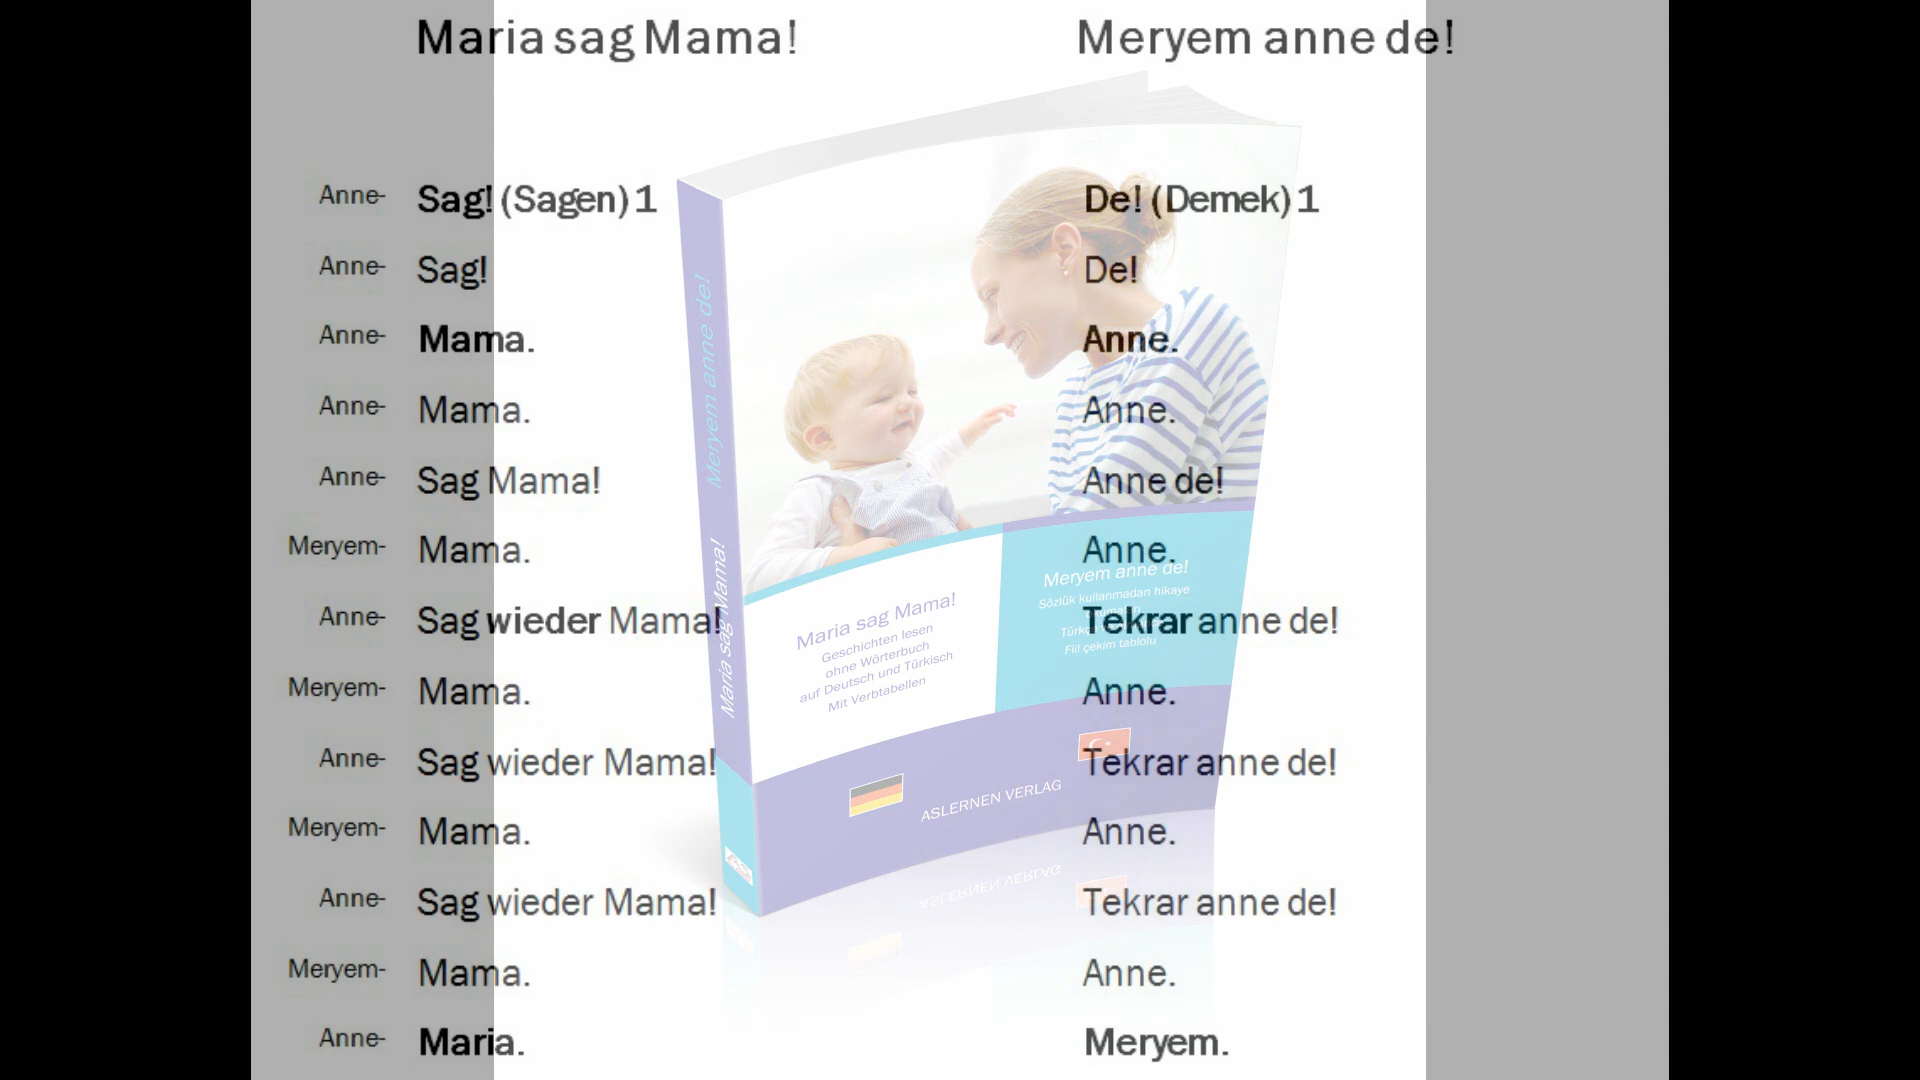 Maria sag Mama! Meryem anne de!
Anne- Sag! (Sagen) 1 De! (Demek) 1
Anne- Sag! De!
Anne- Mama. Anne.
Anne- Mama. Anne.
Anne- Sag Mama! Anne de!
Meryem- Mama. Anne.
Anne- Sag wieder Mama! Tekrar anne de!
Meryem- Mama. Anne.
Anne- Sag wieder Mama! Tekrar anne de!
Meryem- Mama. Anne.
Anne- Sag wieder Mama! Tekrar anne de!
Meryem- Mama. Anne.
Anne- Maria. Meryem.
Meryem anne de!
Maria sag Mama!
Maria sag Mama!
Geschichten lesen
ohne Wörterbuch
auf Deutsch und Türkisch
Mit Verbtabellen
Meryem anne de!
Sözlük kullanmadan hikaye
Fiil çekim tablolu
ASLERNEN VERLAG